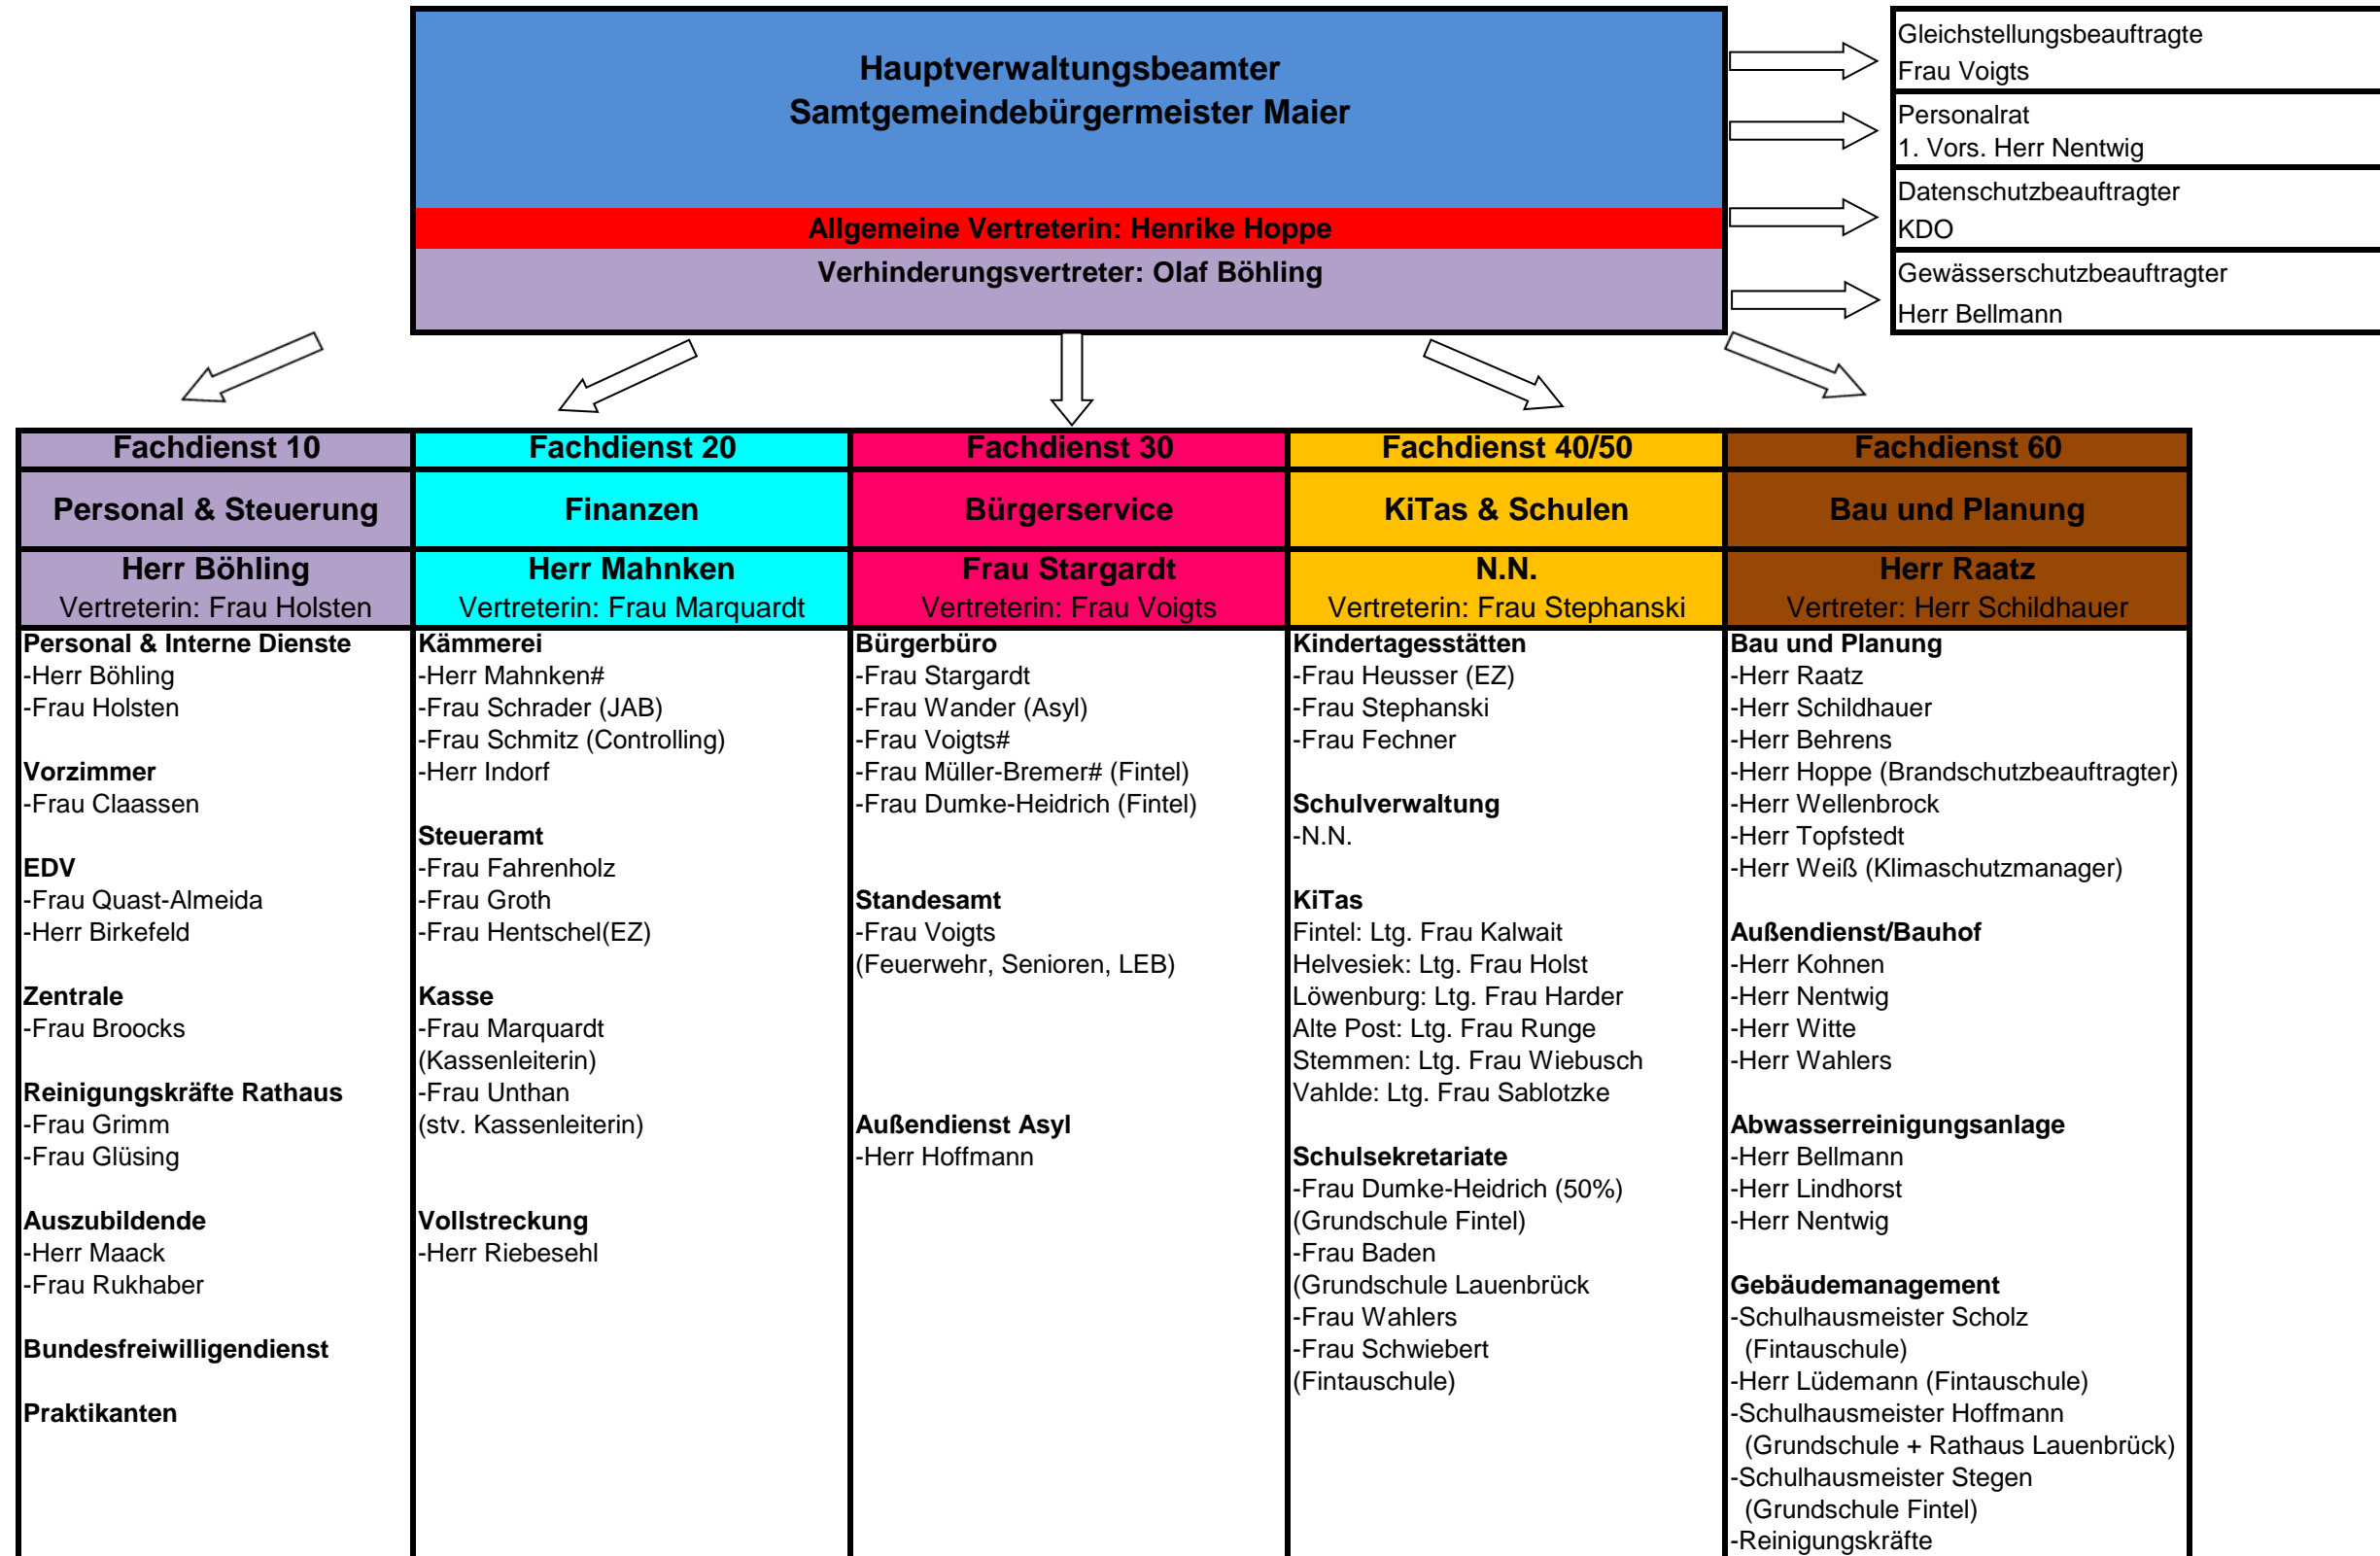 Hauptverwaltungsbeamter
Samtgemeindebürgermeister Maier
Allgemeine Vertreterin: Henrike Hoppe
Verhinderungsvertreter: Olaf Böhling
Gleichstellungsbeauftragte
Frau Voigts
Personalrat
1. Vors. Herr Nentwig
Datenschutzbeauftragter
KDO
Gewässerschutzbeauftragter
Herr Bellmann
Fachdienst 10
Personal & Steuerung
Herr Böhling
Vertreterin: Frau Holsten
Personal & Interne Dienste
-Herr Böhling
-Frau Holsten
Vorzimmer
-Frau Claassen
EDV
-Frau Quast-Almeida
-Herr Birkefeld
Zentrale
-Frau Broocks
Reinigungskräfte Rathaus
-Frau Grimm
-Frau Glüsing
Auszubildende
-Herr Maack
-Frau Rukhaber
Bundesfreiwilligendienst
Praktikanten
Fachdienst 20
Finanzen
Herr Mahnken
Vertreterin: Frau Marquardt
Kämmerei
-Herr Mahnken#
-Frau Schrader (JAB)
-Frau Schmitz (Controlling)
-Herr Indorf
Steueramt
-Frau Fahrenholz
-Frau Groth
-Frau Hentschel(EZ)
Kasse
-Frau Marquardt
(Kassenleiterin)
-Frau Unthan
(stv. Kassenleiterin)
Vollstreckung
-Herr Riebesehl
Fachdienst 30
Bürgerservice
Frau Stargardt
Vertreterin: Frau Voigts
Bürgerbüro
-Frau Stargardt
-Frau Wander (Asyl)
-Frau Voigts#
-Frau Müller-Bremer# (Fintel)
-Frau Dumke-Heidrich (Fintel)
Standesamt
-Frau Voigts
(Feuerwehr, Senioren, LEB)
Außendienst Asyl
-Herr Hoffmann
Fachdienst 40/50
KiTas & Schulen
N.N.
Vertreterin: Frau Stephanski
Kindertagesstätten
-Frau Heusser (EZ)
-Frau Stephanski
-Frau Fechner
Schulverwaltung
-N.N.
KiTas
Fintel: Ltg. Frau Kalwait
Helvesiek: Ltg. Frau Holst
Löwenburg: Ltg. Frau Harder
Alte Post: Ltg. Frau Runge
Stemmen: Ltg. Frau Wiebusch
Vahlde: Ltg. Frau Sablotzke
Schulsekretariate
-Frau Dumke-Heidrich (50%)
(Grundschule Fintel)
-Frau Baden
(Grundschule Lauenbrück
-Frau Wahlers
-Frau Schwiebert
(Fintauschule)
Fachdienst 60
Bau und Planung
Herr Raatz
Vertreter: Herr Schildhauer
Bau und Planung
-Herr Raatz
-Herr Schildhauer
-Herr Behrens
-Herr Hoppe (Brandschutzbeauftragter)
-Herr Wellenbrock
-Herr Topfstedt
-Herr Weiß (Klimaschutzmanager)
Außendienst/Bauhof
-Herr Kohnen
-Herr Nentwig
-Herr Witte
-Herr Wahlers
Abwasserreinigungsanlage
-Herr Bellmann
-Herr Lindhorst
-Herr Nentwig
Gebäudemanagement
-Schulhausmeister Scholz
(Fintauschule)
-Herr Lüdemann (Fintauschule)
-Schulhausmeister Hoffmann
(Grundschule + Rathaus Lauenbrück)
-Schulhausmeister Stegen
(Grundschule Fintel)
-Reinigungskräfte